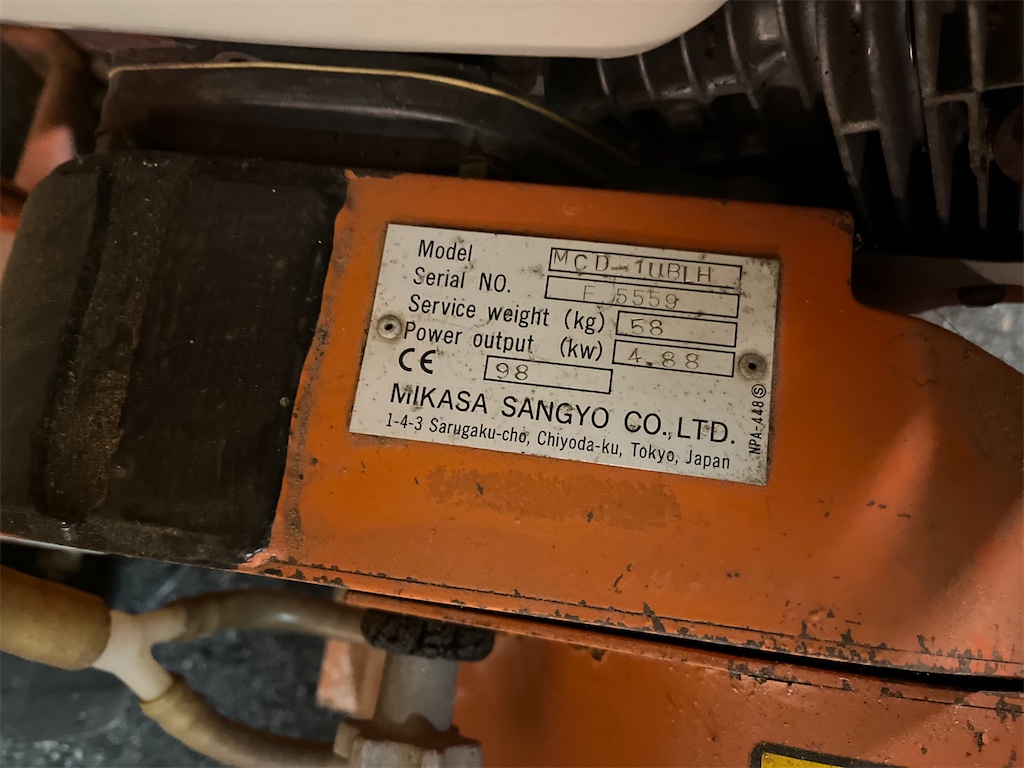 Model MCD-1UBLH
Serial NO. F 5559
Service weight (kg) 58
Power output (kw) 4.88
CE 98
MIKASA SANGYO CO.,LTD.
1-4-3 Sarugaku-cho, Chiyoda-ku, Tokyo, Japan
NPA-448 Ⓢ